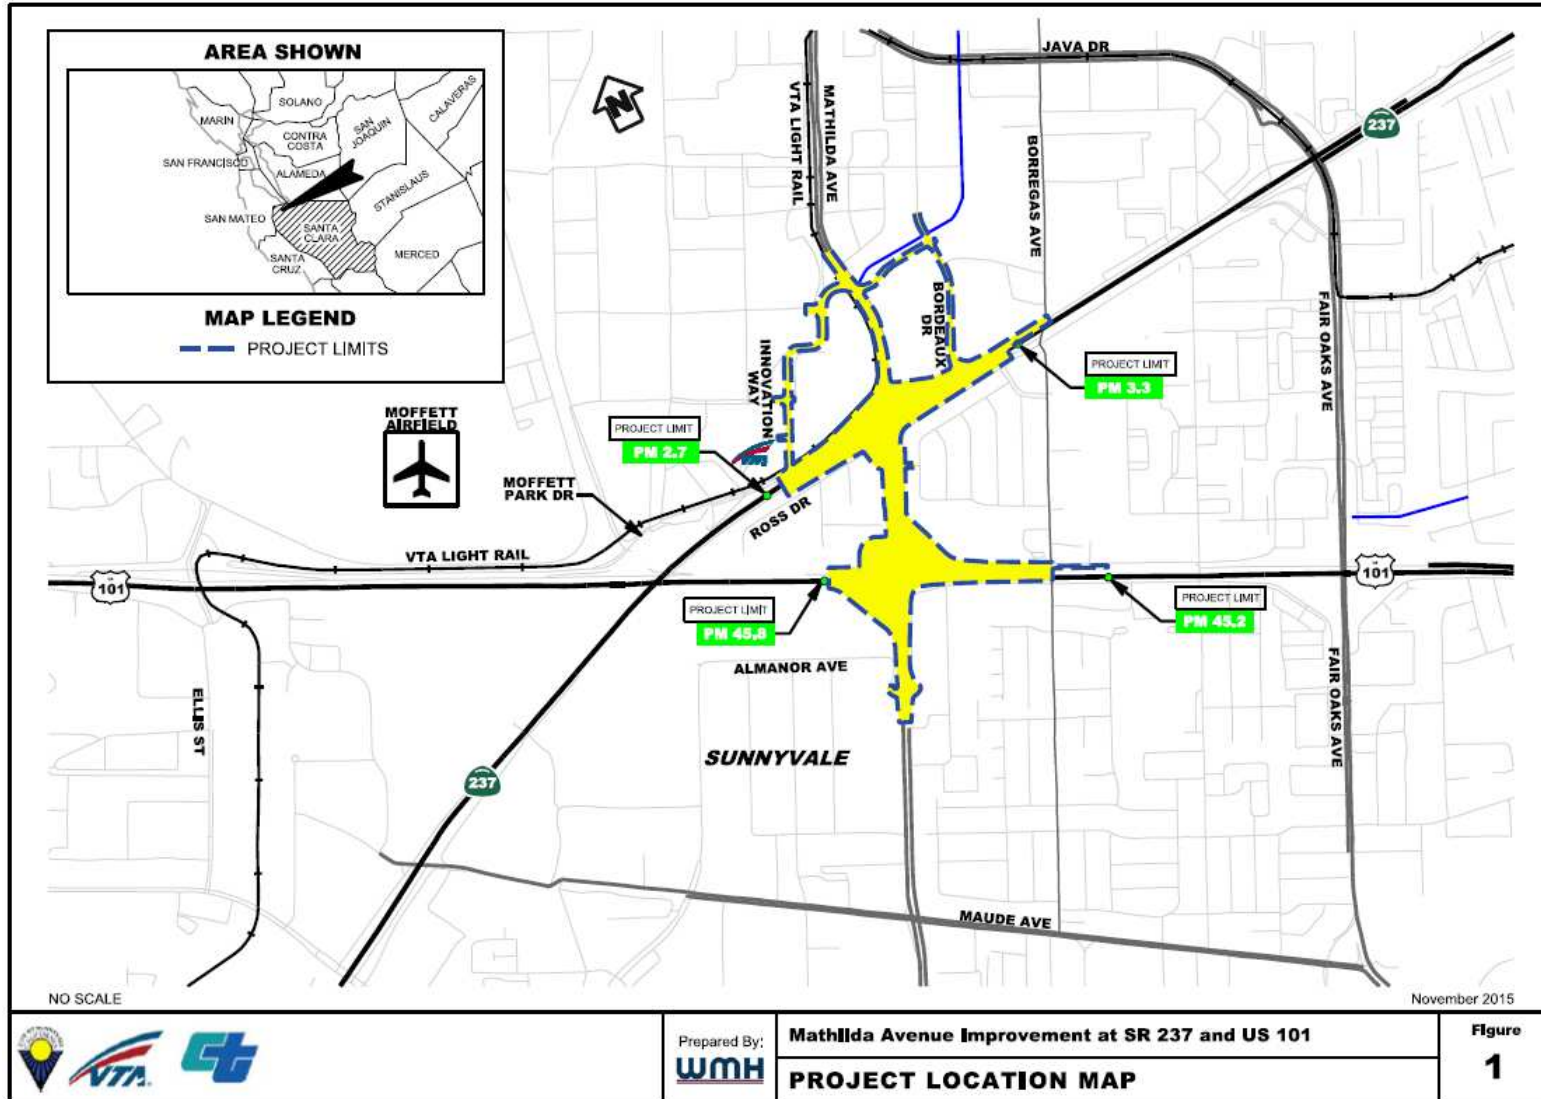 AREA SHOWN
SOLANO
CALAVERAS
MARIN
SAN
JOAQUIN
CONTRA
COSTA
SAN FRANCISCO
ALAMEDA
STANISLAUS
SAN MATEO
SANTA
CLARA
SANTA
CRUZ
MERCED
MAP LEGEND
PROJECT LIMITS
N
JAVA DR
VTA LIGHT RAIL
MATHILDA AVE
BORREGAS AVE
237
FAIR OAKS AVE
BORDEAUX
DR
INNOVATION
WAY
PROJECT LIMIT
PM 3.3
MOFFETT
AIRFIELD
PROJECT LIMIT
PM 2.7
MOFFETT
PARK DR
ROSS DR
VTA LIGHT RAIL
101
101
PROJECT LIMIT
PM 45.8
PROJECT LIMIT
PM 45.2
ALMANOR AVE
ELLIS ST
FAIR OAKS AVE
SUNNYVALE
237
MAUDE AVE
NO SCALE
November 2015
VTA
Prepared By:
WMH
Mathilda Avenue Improvement at SR 237 and US 101
PROJECT LOCATION MAP
Figure
1